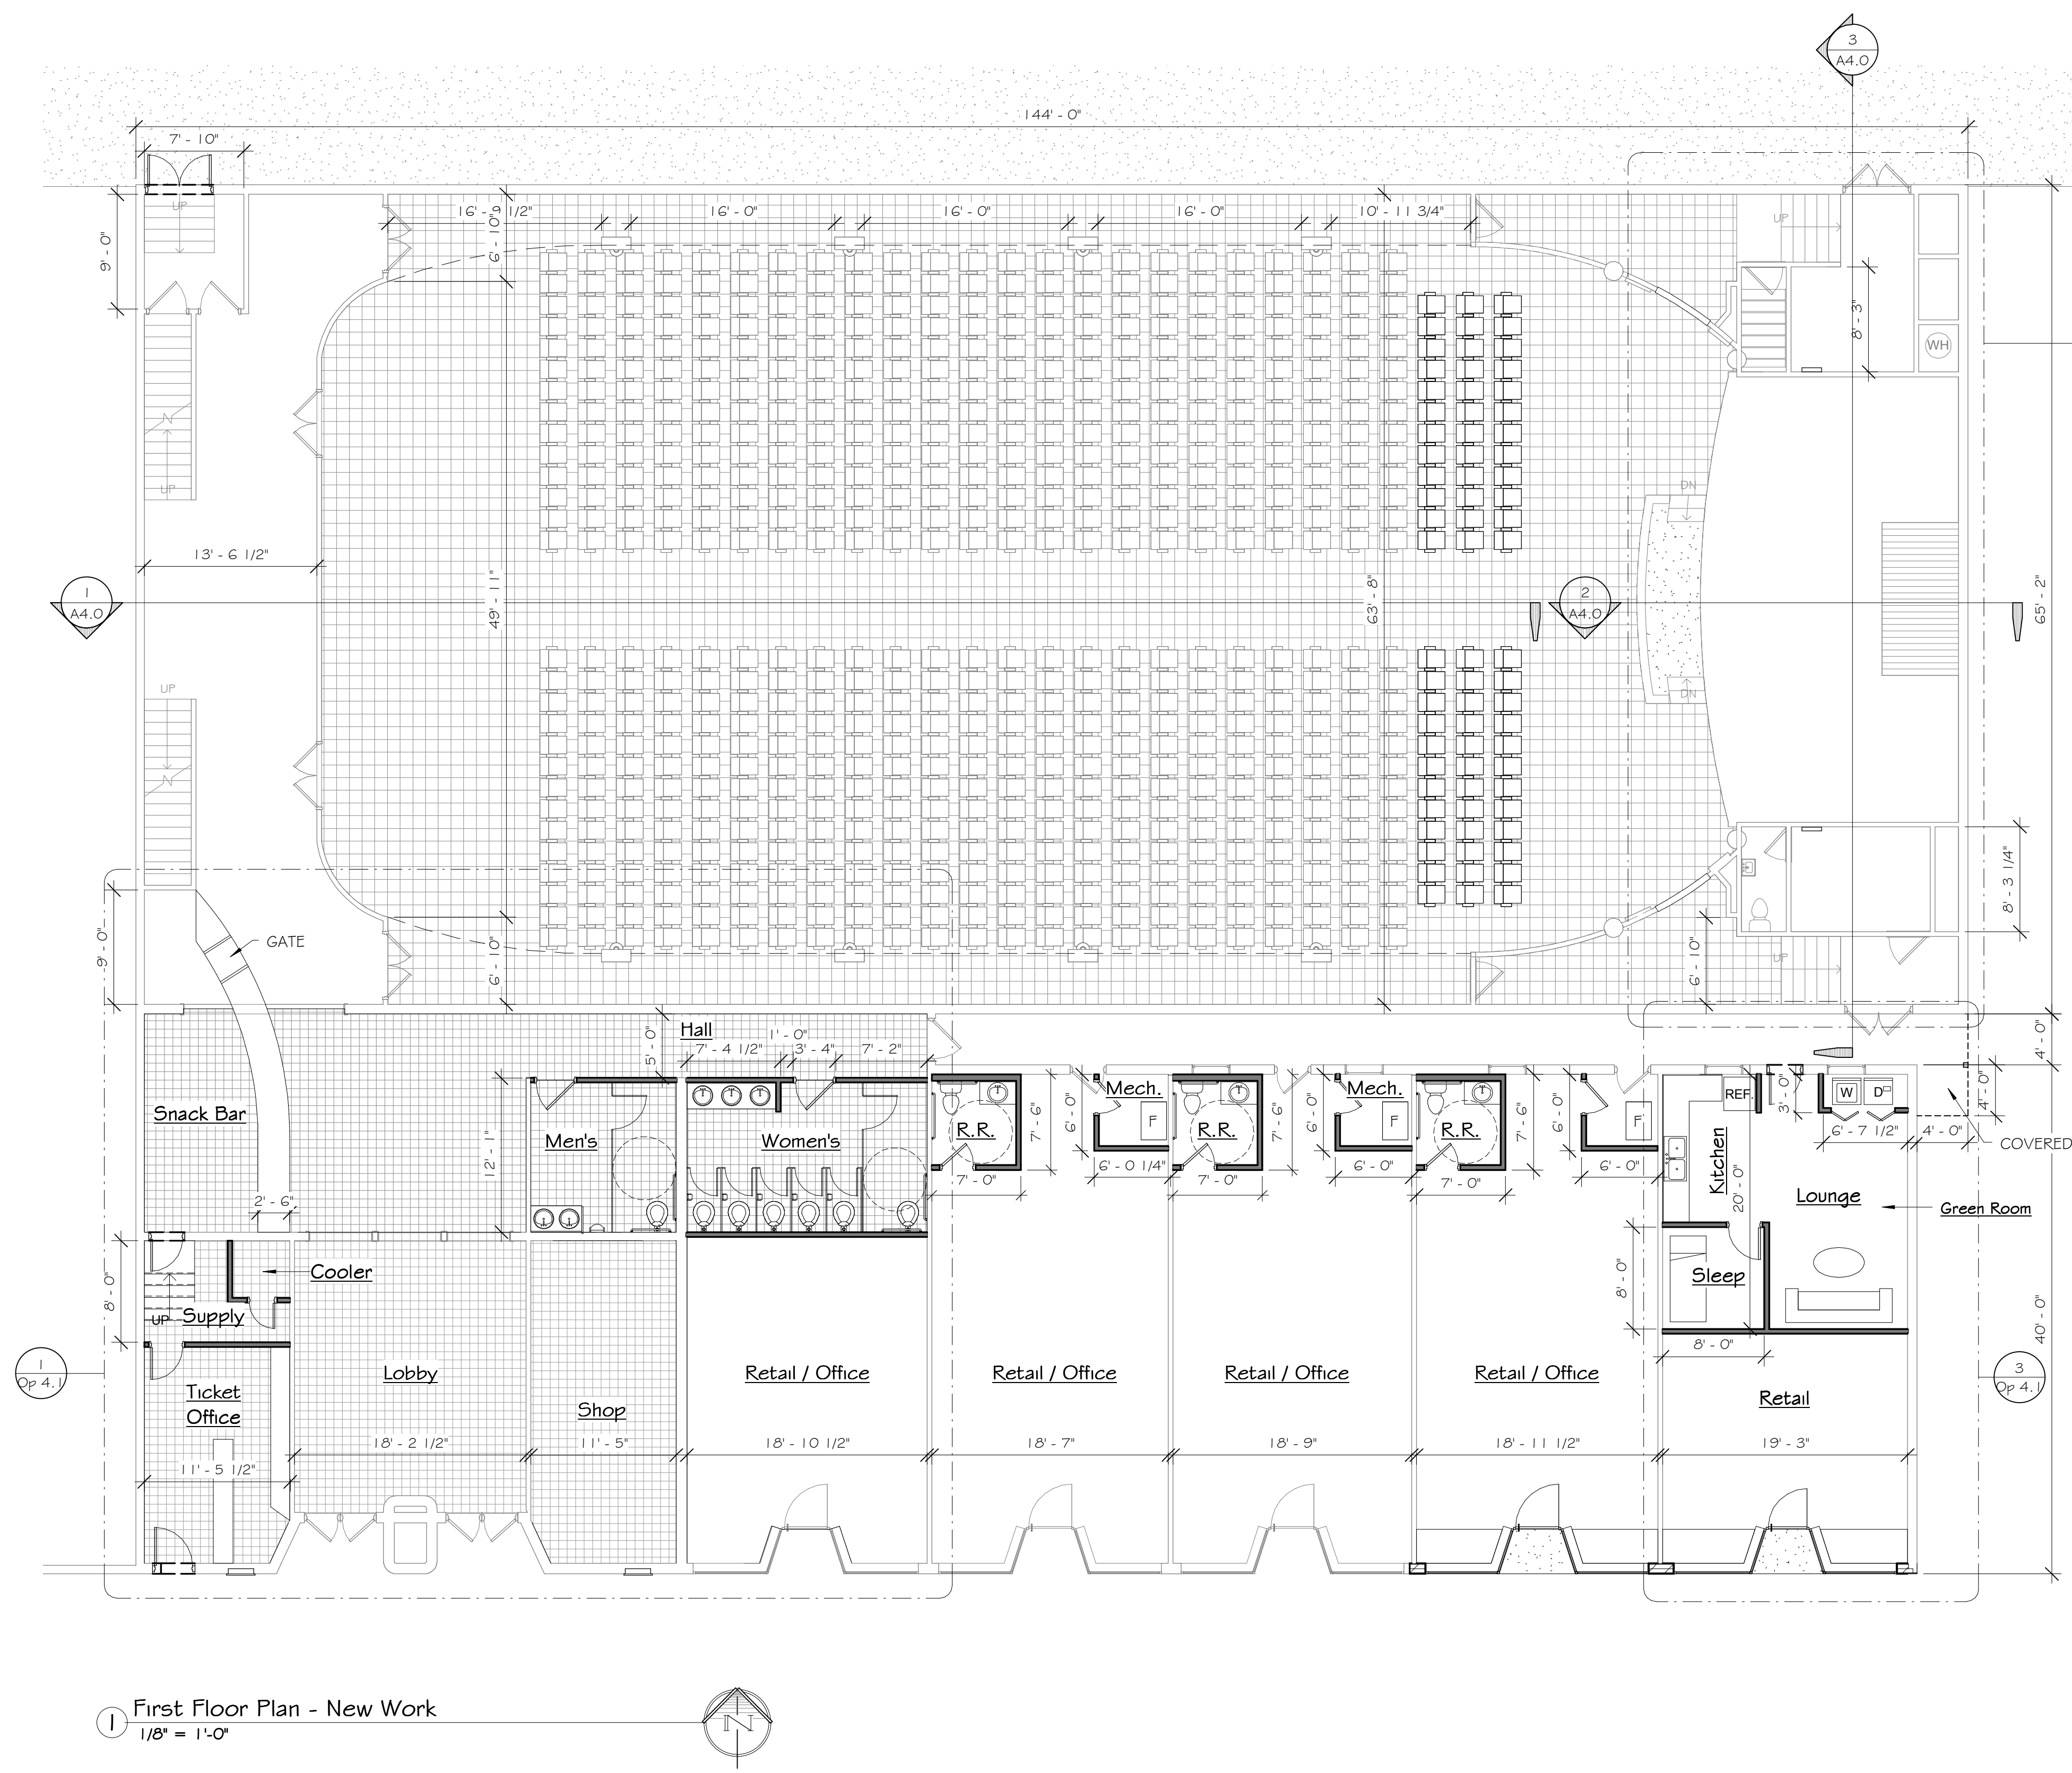 3
A4.0
144' - 0"
7' - 10"
UP
16' - 9 1/2"
16' - 0"
16' - 0"
16' - 0"
10' - 11 3/4"
UP
9' - 0"
6' - 10"
8' - 3"
WH
UP
DN
13' - 6 1/2"
1
A4.0
49' - 11"
63' - 8"
2
A4.0
65' - 2"
UP
DN
8' - 3 1/4"
9' - 0"
GATE
6' - 10"
6' - 10"
UP
Hall
5' - 0"
1' - 0"
7' - 4 1/2"
3' - 4"
7' - 2"
4' - 0"
Snack Bar
Men's
Women's
12' - 1"
R.R.
7' - 6"
6' - 0"
Mech.
F
R.R.
7' - 6"
6' - 0"
Mech.
F
R.R.
7' - 6"
6' - 0"
F
REF.
3' - 0"
W
D
4' - 0"
6' - 7 1/2"
4' - 0"
COVERED
7' - 0"
6' - 0 1/4"
7' - 0"
6' - 0"
7' - 0"
6' - 0"
Kitchen
20' - 0"
Lounge
Green Room
2' - 6"
8' - 0"
Cooler
UP
Supply
8' - 0"
Sleep
8' - 0"
40' - 0"
1
Op 4.1
Ticket
Office
Lobby
Shop
Retail / Office
Retail / Office
Retail / Office
Retail / Office
Retail
3
Op 4.1
11' - 5 1/2"
18' - 2 1/2"
11' - 5"
18' - 10 1/2"
18' - 7"
18' - 9"
18' - 11 1/2"
19' - 3"
1
First Floor Plan - New Work
1/8" = 1'-0"
N